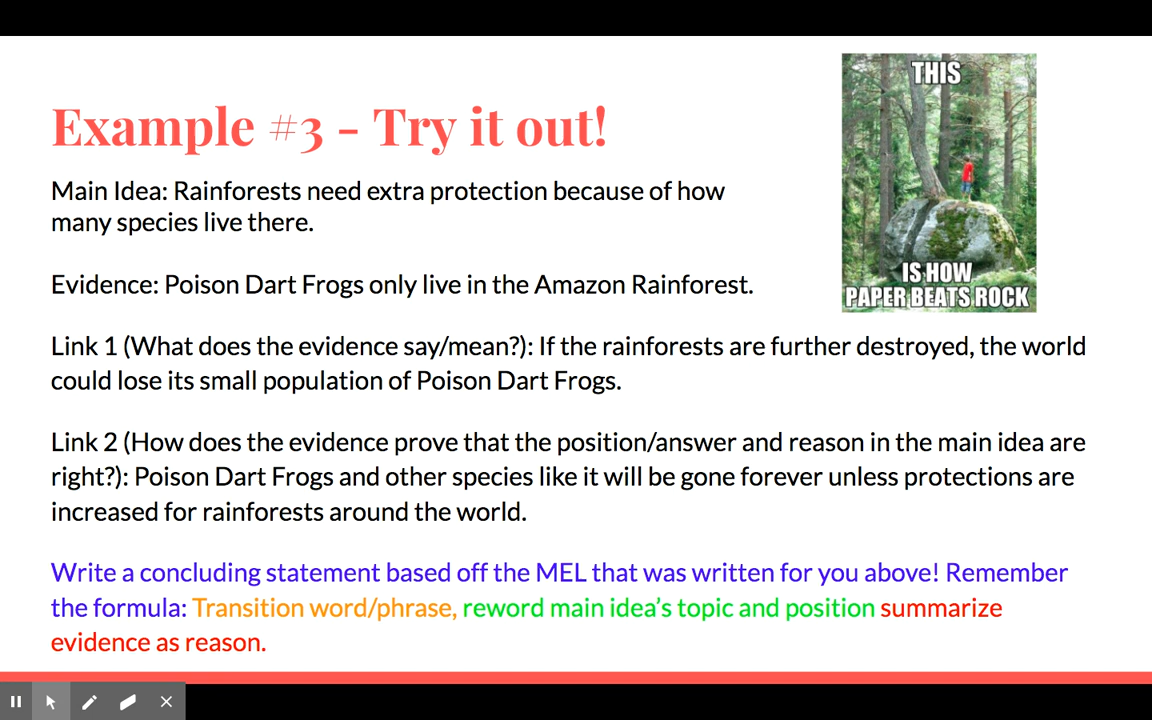 THIS
IS HOW
PAPER BEATS ROCK
Example #3 - Try it out!
Main Idea: Rainforests need extra protection because of how
many species live there.
Evidence: Poison Dart Frogs only live in the Amazon Rainforest.
Link 1 (What does the evidence say/mean?): If the rainforests are further destroyed, the world
could lose its small population of Poison Dart Frogs.
Link 2 (How does the evidence prove that the position/answer and reason in the main idea are
right?): Poison Dart Frogs and other species like it will be gone forever unless protections are
increased for rainforests around the world.
Write a concluding statement based off the MEL that was written for you above! Remember
the formula: Transition word/phrase, reword main idea’s topic and position summarize
evidence as reason.